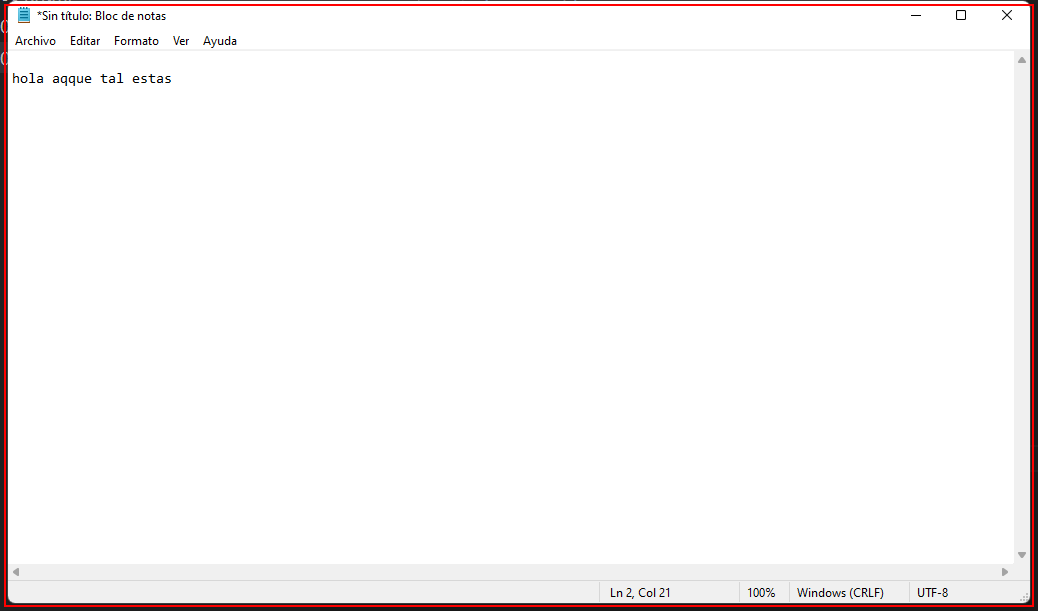 *Sin título: Bloc de notas
Archivo Editar Formato Ver Ayuda
hola aqque tal estas
Ln 2, Col 21 100% Windows (CRLF) UTF-8